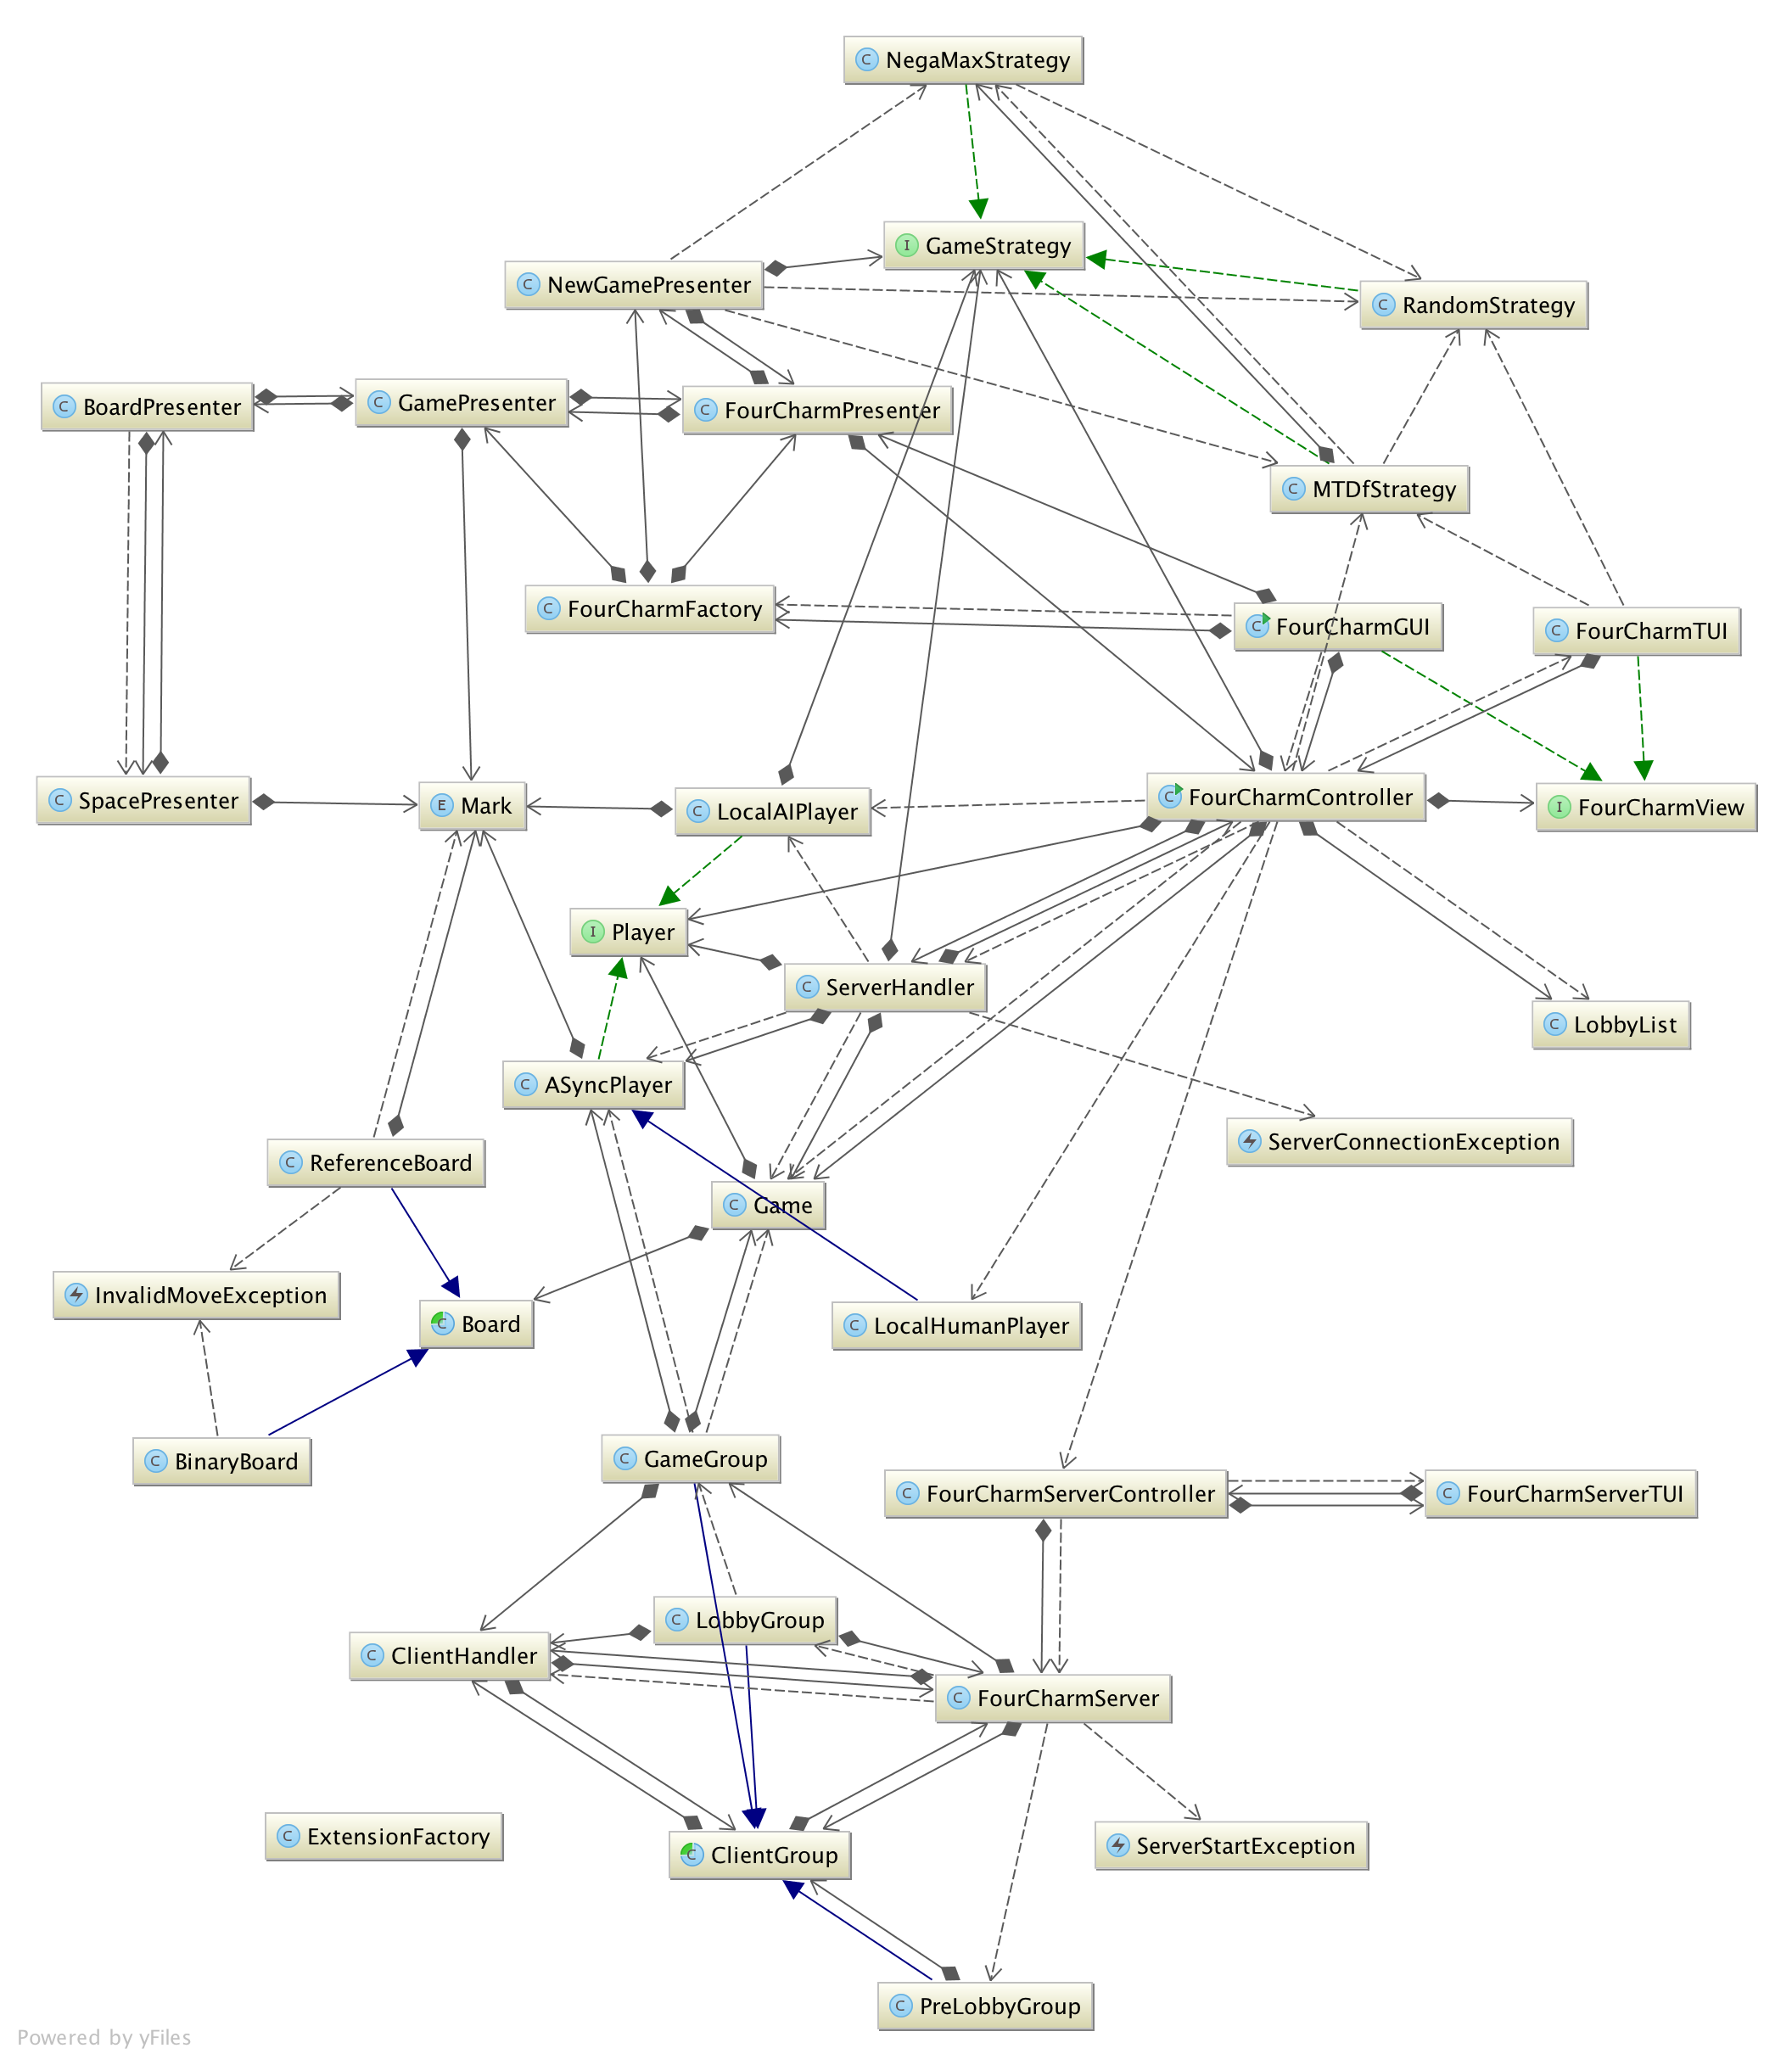 NegaMaxStrategy
GameStrategy
NewGamePresenter
RandomStrategy
BoardPresenter
GamePresenter
FourCharmPresenter
MTDfStrategy
FourCharmFactory
FourCharmGUI
FourCharmTUI
SpacePresenter
Mark
LocalAIPlayer
FourCharmController
FourCharmView
Player
ServerHandler
LobbyList
ASyncPlayer
ServerConnectionException
ReferenceBoard
Game
InvalidMoveException
Board
LocalHumanPlayer
BinaryBoard
GameGroup
FourCharmServerController
FourCharmServerTUI
LobbyGroup
ClientHandler
FourCharmServer
ExtensionFactory
ClientGroup
ServerStartException
PreLobbyGroup
Powered by yFiles